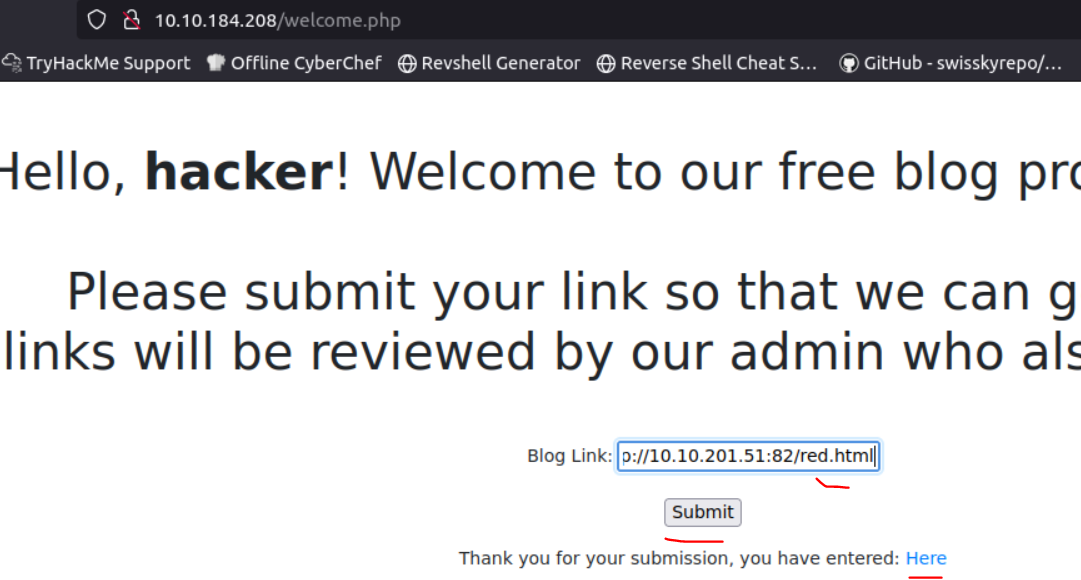 10.10.184.208/welcome.php
TryHackMe Support Offline CyberChef Revshell Generator Reverse Shell Cheat S… GitHub - swisskyrepo/…
Hello, hacker! Welcome to our free blog pro
Please submit your link so that we can g
links will be reviewed by our admin who als
Blog Link: p://10.10.201.51:82/red.html
Submit
Thank you for your submission, you have entered: Here